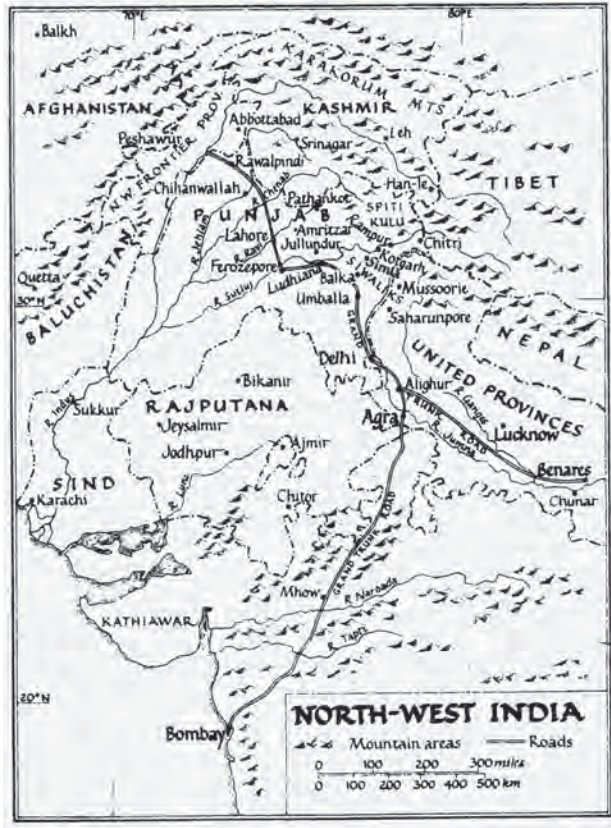 70°E
80°E
Balkh
KARAKORUM MTS
AFGHANISTAN
KASHMIR
N.W. FRONTIER PROV.
Abbottabad
Peshawur
Srinagar
Leh
Rawalpindi
TIBET
Chihanwallah
R. Chenab
Pathankot
Han-le
SPITI
PUNJAB
KULU
Amritzar
Rampur
Chitri
R. Jehlam
Lahore
Jullundur
Kotgarh
R. Ravi
Simla
Quetta
Ferozepore
Ludhiana
Balka
SIWALIKS
Mussoorie
30°N
BALUCHISTAN
R. Sutlej
Umballa
Saharunpore
NEPAL
GRAND
Delhi
UNITED PROVINCES
Bikanir
Alighur
R. Ganges
R. Indus
Sukkur
RAJPUTANA
TRUNK ROAD
Jeysalmir
Agra
R. Jumna
Lucknow
Jodhpur
Ajmir
SIND
Benares
Karachi
R. Luni
Chitor
Chunar
GRAND TRUNK ROAD
Mhow
R. Narbada
KATHIAWAR
R. Tapti
20°N
NORTH-WEST INDIA
Bombay
Mountain areas
Roads
0 100 200 300 miles
0 100 200 300 400 500 km